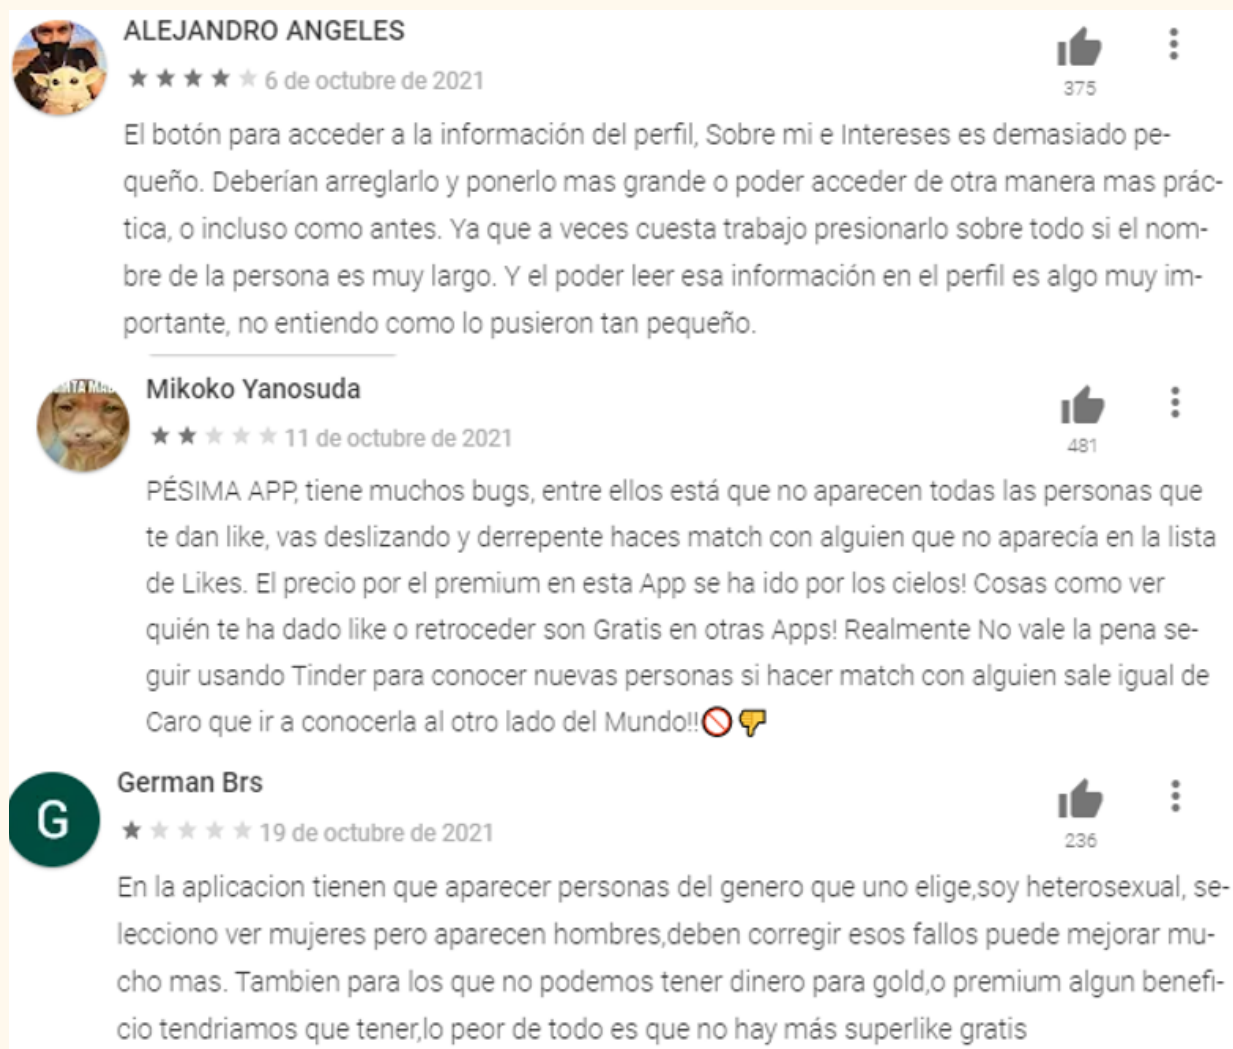 ALEJANDRO ANGELES
6 de octubre de 2021
375
El botón para acceder a la información del perfil, Sobre mi e Intereses es demasiado pe-
queño. Deberían arreglarlo y ponerlo mas grande o poder acceder de otra manera mas prác-
tica, o incluso como antes. Ya que a veces cuesta trabajo presionarlo sobre todo si el nom-
bre de la persona es muy largo. Y el poder leer esa información en el perfil es algo muy im-
portante, no entiendo como lo pusieron tan pequeño.
Mikoko Yanosuda
11 de octubre de 2021
481
PÉSIMA APP, tiene muchos bugs, entre ellos está que no aparecen todas las personas que
te dan like, vas deslizando y derrepente haces match con alguien que no aparecía en la lista
de Likes. El precio por el premium en esta App se ha ido por los cielos! Cosas como ver
quién te ha dado like o retroceder son Gratis en otras Apps! Realmente No vale la pena se-
guir usando Tinder para conocer nuevas personas si hacer match con alguien sale igual de
Caro que ir a conocerla al otro lado del Mundo!!🚫👎
G
German Brs
19 de octubre de 2021
236
En la aplicacion tienen que aparecer personas del genero que uno elige,soy heterosexual, se-
lecciono ver mujeres pero aparecen hombres,deben corregir esos fallos puede mejorar mu-
cho mas. Tambien para los que no podemos tener dinero para gold,o premium algun benefi-
cio tendriamos que tener,lo peor de todo es que no hay más superlike gratis